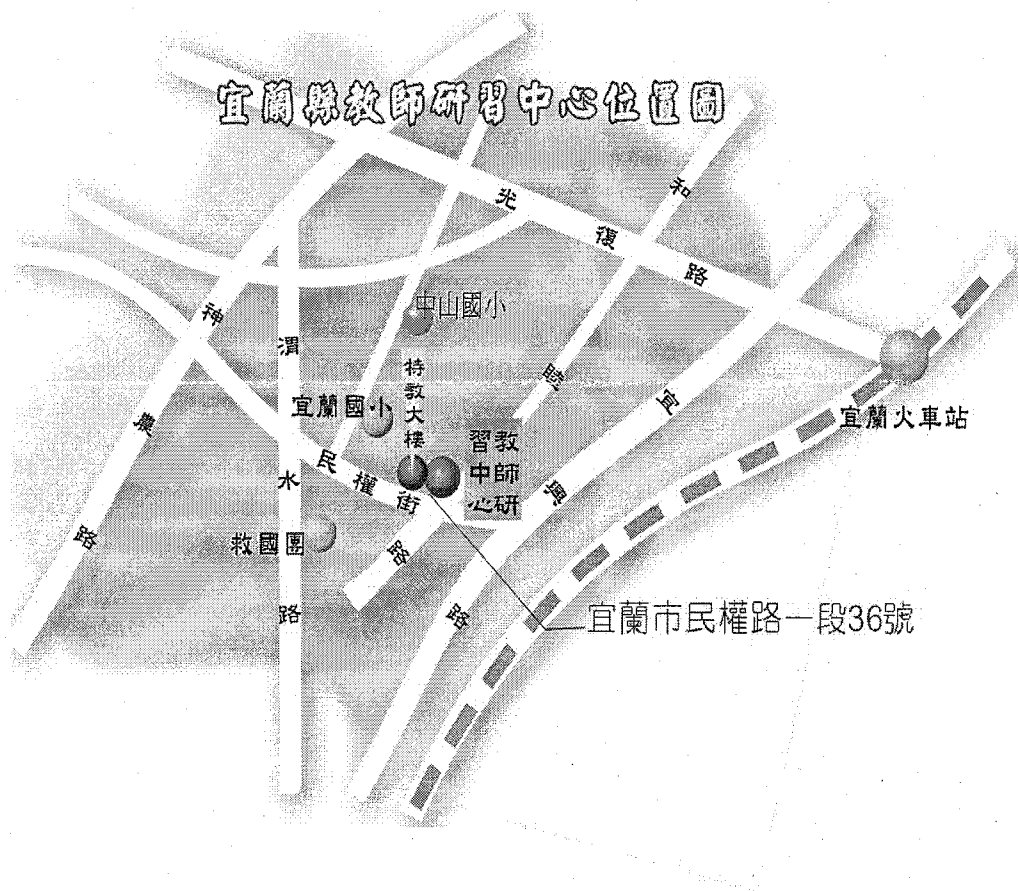 宜蘭縣教師研習中心位置圖
光復路
和睦路
中山國小
神農路
渭水路
特教大樓
宜蘭國小
宜興路
宜蘭火車站
教師研習中心
民權街
救國團
宜蘭市民權路一段36號